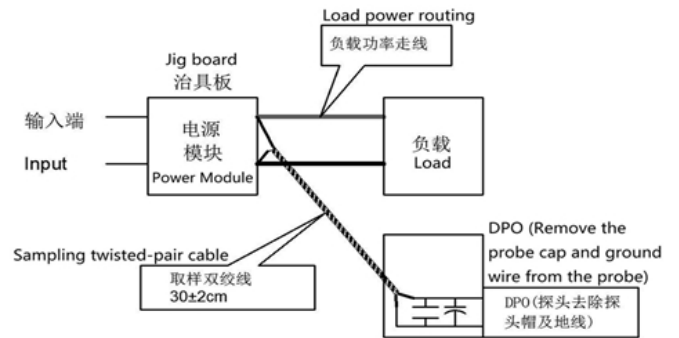 Load power routing
负载功率走线
Jig board
治具板
输入端
Input
电源
模块
Power Module
负载
Load
Sampling twisted-pair cable
取样双绞线
30±2cm
DPO (Remove the
probe cap and ground
wire from the probe)
DPO(探头去除探
头帽及地线)